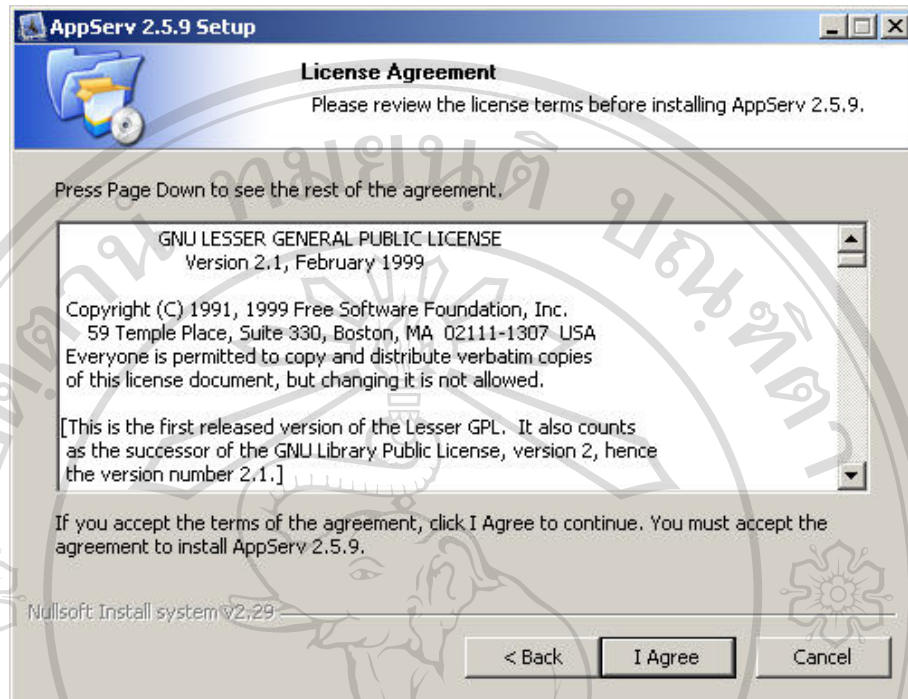 AppServ 2.5.9 Setup
License Agreement
Please review the license terms before installing AppServ 2.5.9.
Press Page Down to see the rest of the agreement.
GNU LESSER GENERAL PUBLIC LICENSE
Version 2.1, February 1999
Copyright (C) 1991, 1999 Free Software Foundation, Inc.
59 Temple Place, Suite 330, Boston, MA 02111-1307 USA
Everyone is permitted to copy and distribute verbatim copies
of this license document, but changing it is not allowed.
[This is the first released version of the Lesser GPL. It also counts
as the successor of the GNU Library Public License, version 2, hence
the version number 2.1.]
If you accept the terms of the agreement, click I Agree to continue. You must accept the
agreement to install AppServ 2.5.9.
Nullsoft Install system v2.29
< Back I Agree Cancel